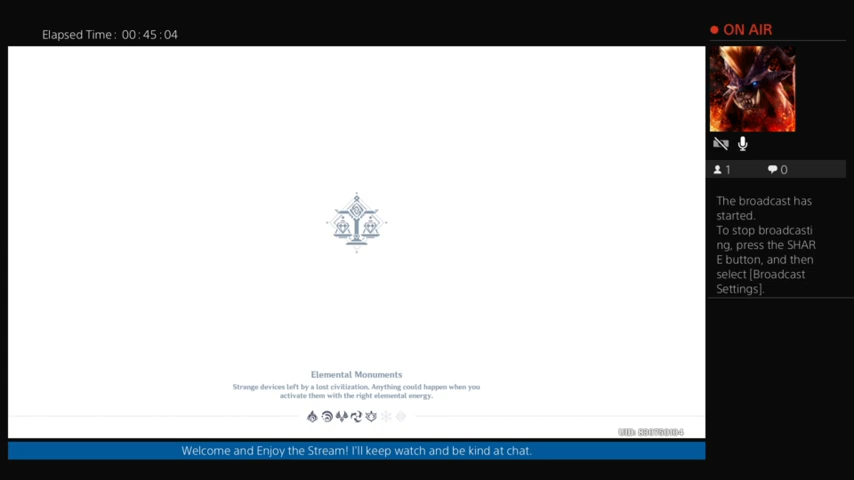 Elapsed Time: 00:45:04
ON AIR
1
0
The broadcast has
started.
To stop broadcasti
ng, press the SHAR
E button, and then
select [Broadcast
Settings].
Elemental Monuments
Strange devices left by a lost civilization. Anything could happen when you
activate them with the right elemental energy.
Welcome and Enjoy the Stream! I'll keep watch and be kind at chat.